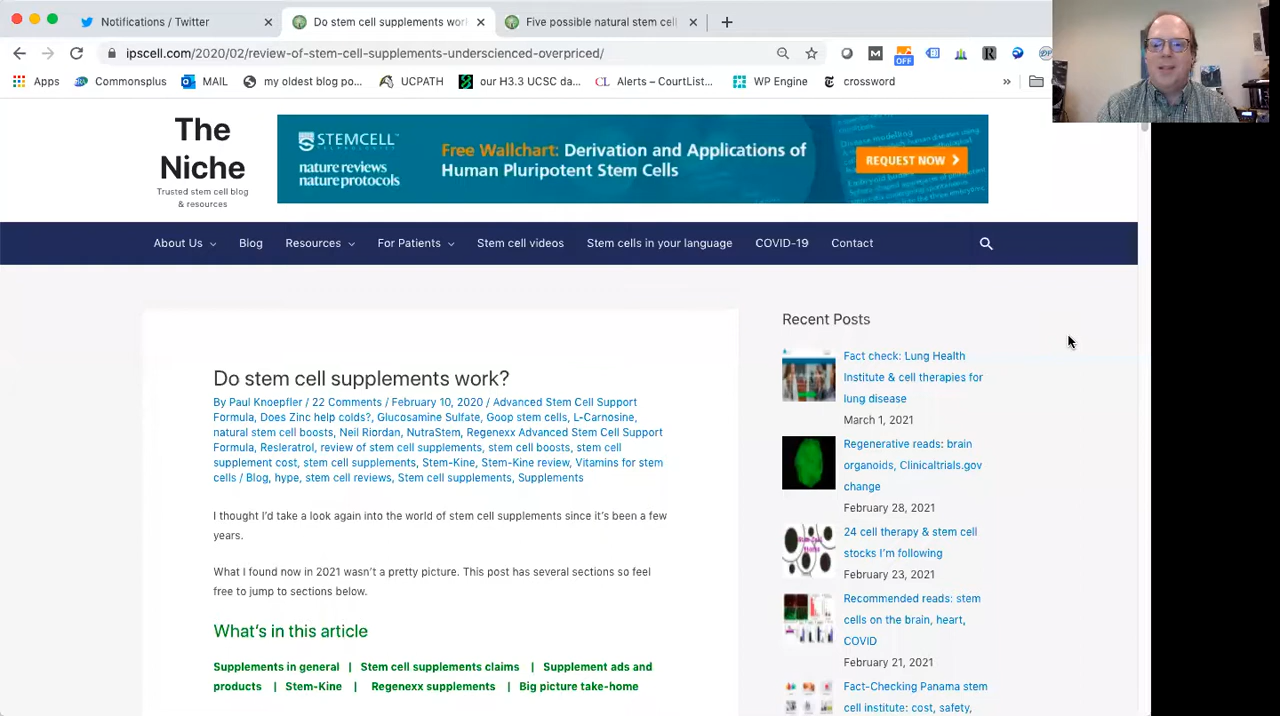 Notifications / Twitter
Do stem cell supplements wor
Five possible natural stem cel
ipscell.com/2020/02/review-of-stem-cell-supplements-underscienced-overpriced/
OFF
Apps
Commonsplus
MAIL
my oldest blog po...
UCPATH
our H3.3 UCSC da...
CL Alerts – CourtList...
WP Engine
crossword
The
Niche
Trusted stem cell blog
& resources
STEMCELL
TECHNOLOGIES
nature reviews
nature protocols
Free Wallchart: Derivation and Applications of
Human Pluripotent Stem Cells
REQUEST NOW
About Us
Blog
Resources
For Patients
Stem cell videos
Stem cells in your language
COVID-19
Contact
Do stem cell supplements work?
By Paul Knoepfler / 22 Comments / February 10, 2020 / Advanced Stem Cell Support
Formula, Does Zinc help colds?, Glucosamine Sulfate, Goop stem cells, L-Carnosine,
natural stem cell boosts, Neil Riordan, NutraStem, Regenexx Advanced Stem Cell Support
Formula, Resleratrol, review of stem cell supplements, stem cell boosts, stem cell
supplement cost, stem cell supplements, Stem-Kine, Stem-Kine review, Vitamins for stem
cells / Blog, hype, stem cell reviews, Stem cell supplements, Supplements
I thought I'd take a look again into the world of stem cell supplements since it's been a few
years.
What I found now in 2021 wasn't a pretty picture. This post has several sections so feel
free to jump to sections below.
What's in this article
Supplements in general | Stem cell supplements claims | Supplement ads and
products | Stem-Kine | Regenexx supplements | Big picture take-home
Recent Posts
Fact check: Lung Health
Institute & cell therapies for
lung disease
March 1, 2021
Regenerative reads: brain
organoids, Clinicaltrials.gov
change
February 28, 2021
24 cell therapy & stem cell
stocks I'm following
February 23, 2021
Recommended reads: stem
cells on the brain, heart,
COVID
February 21, 2021
Fact-Checking Panama stem
cell institute: cost, safety,